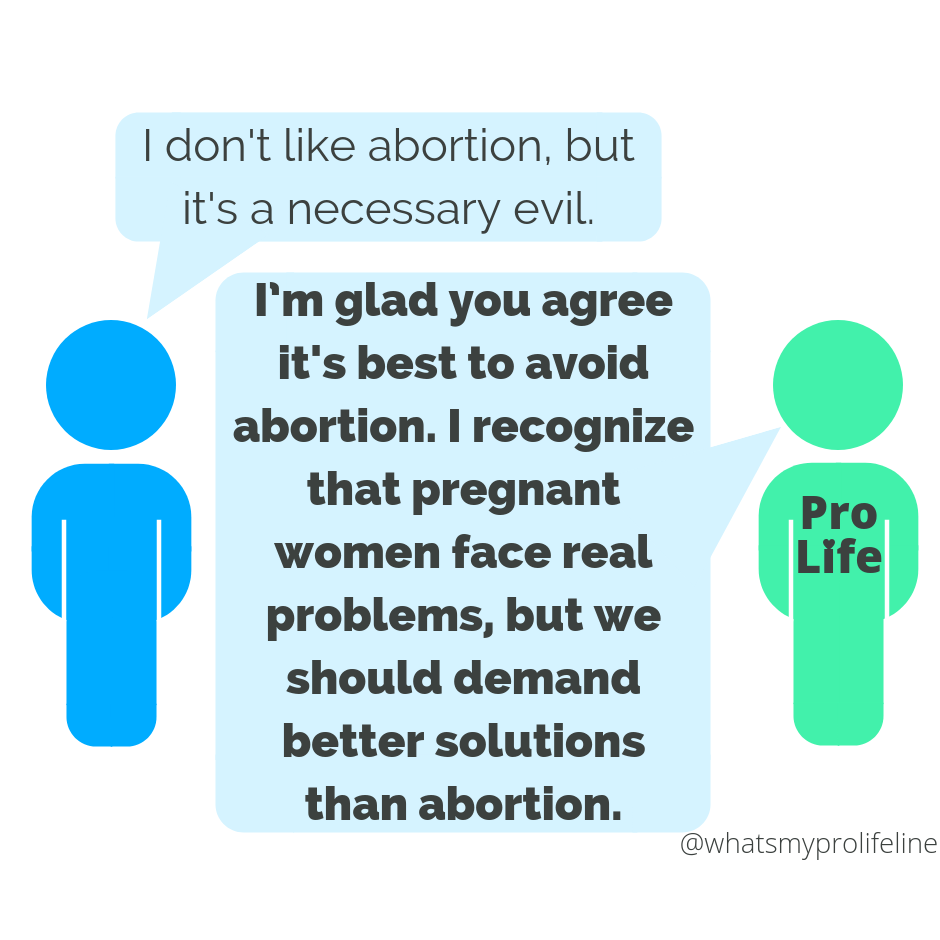 I don't like abortion, but
it's a necessary evil.
I’m glad you agree
it's best to avoid
abortion. I recognize
that pregnant
women face real
problems, but we
should demand
better solutions
than abortion.
Pro
Life
@whatsmyprolifeline